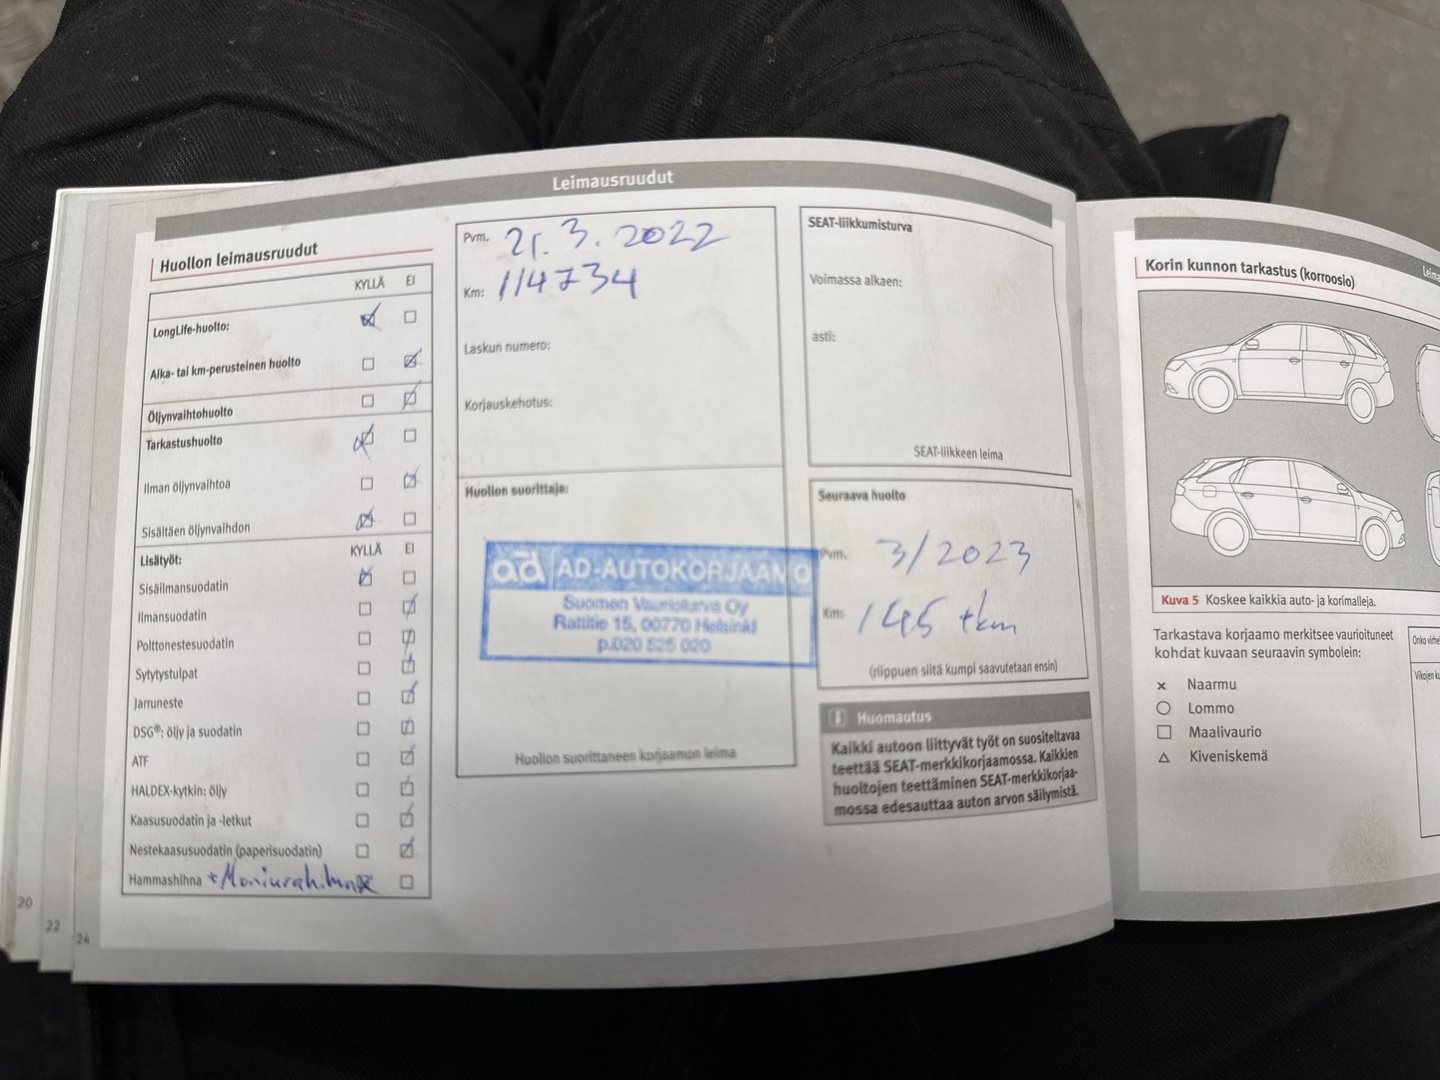 Leimausruudut
Huollon leimausruudut
KYLLÄ EI
LongLife-huolto:
Aika- tai km-perusteinen huolto
Öljynvaihtohuolto
Tarkastushuolto
Ilman öljynvaihtoa
Sisältäen öljynvaihdon
Lisätyöt: KYLLÄ EI
Sisäilmansuodatin
Ilmansuodatin
Polttonestesuodatin
Sytytystulpat
Jarruneste
DSG®: öljy ja suodatin
ATF
HALDEX-kytkin: öljy
Kaasusuodatin ja -letkut
Nestekaasusuodatin (paperisuodatin)
Hammashihna + Moniurahihna
20
22
24
Pvm. 21.3.2022
Km: 114734
Laskun numero:
Korjauskehotus:
Huollon suorittaja:
ad AD-AUTOKORJAAMO
Suomen Vaurioturva Oy
Rattitie 15, 00770 Helsinki
p.020 525 020
Huollon suorittaneen korjaamon leima
SEAT-liikkumisturva
Voimassa alkaen:
asti:
SEAT-liikkeen leima
Seuraava huolto
Pvm. 3/2023
Km: 145 tkm
(riippuen siitä kumpi saavutetaan ensin)
Huomautus
Kaikki autoon liittyvät työt on suositeltavaa
teettää SEAT-merkkikorjaamossa. Kaikkien
huoltojen teettäminen SEAT-merkkikorjaa-
mossa edesauttaa auton arvon säilymistä.
Korin kunnon tarkastus (korroosio)
Kuva 5 Koskee kaikkia auto- ja korimalleja.
Tarkastava korjaamo merkitsee vaurioituneet
kohdat kuvaan seuraavin symbolein:
x Naarmu
○ Lommo
□ Maalivaurio
△ Kiveniskemä